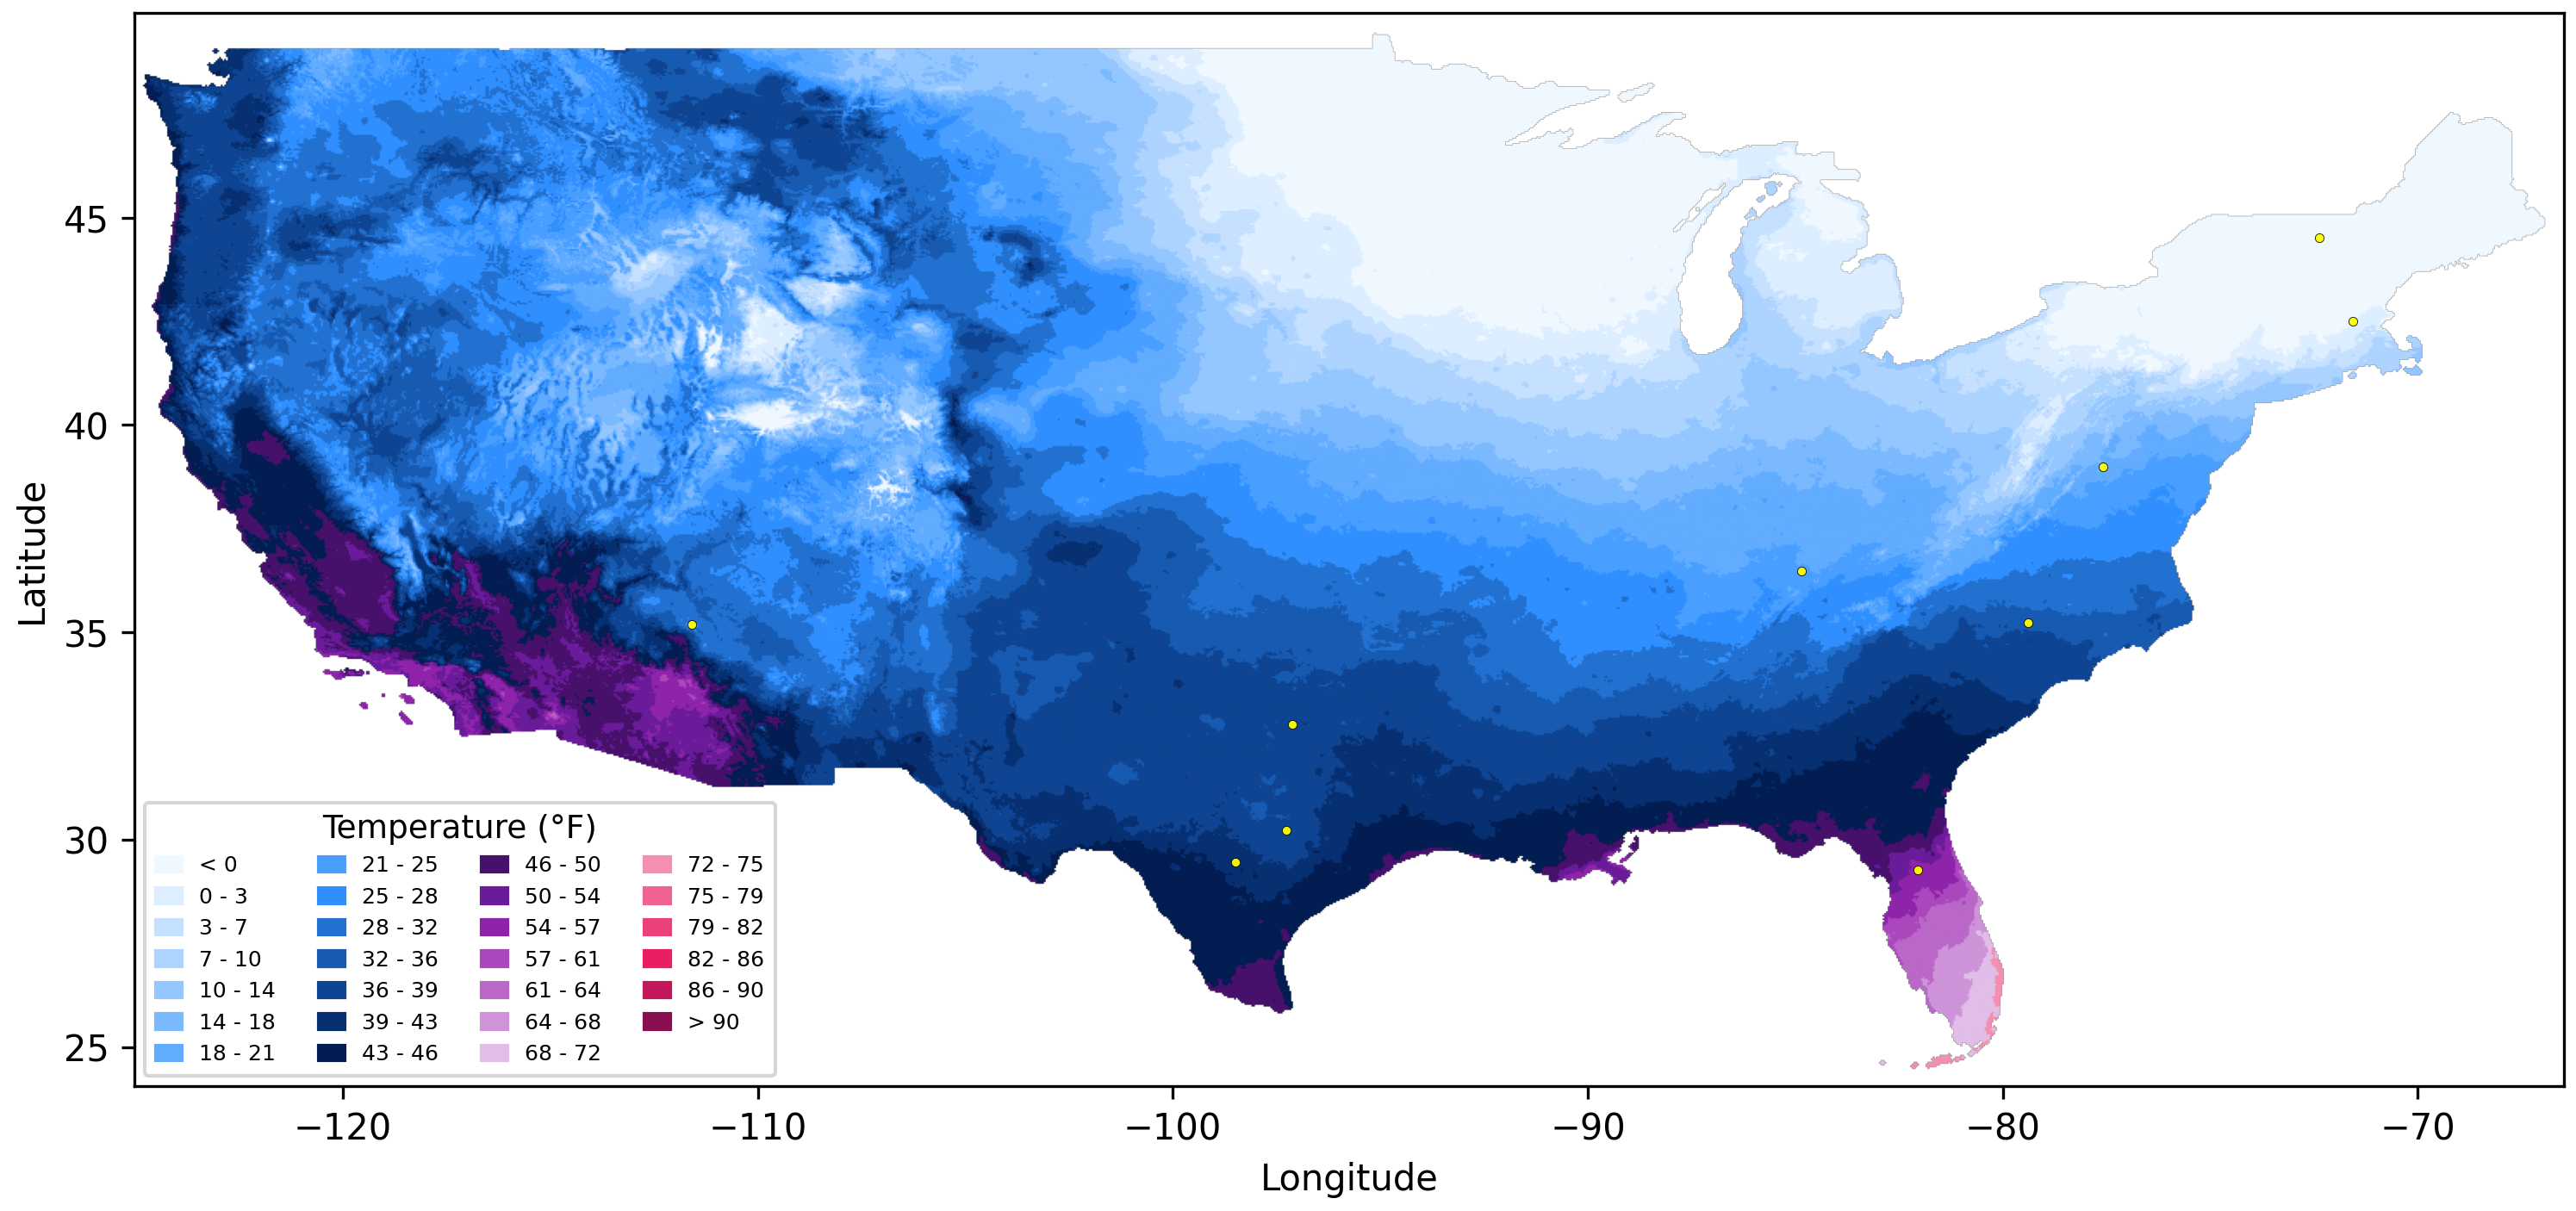 45
40
35
30
25
Latitude
Temperature (°F)
< 0
0 - 3
3 - 7
7 - 10
10 - 14
14 - 18
18 - 21
21 - 25
25 - 28
28 - 32
32 - 36
36 - 39
39 - 43
43 - 46
46 - 50
50 - 54
54 - 57
57 - 61
61 - 64
64 - 68
68 - 72
72 - 75
75 - 79
79 - 82
82 - 86
86 - 90
> 90
−120
−110
−100
−90
−80
−70
Longitude